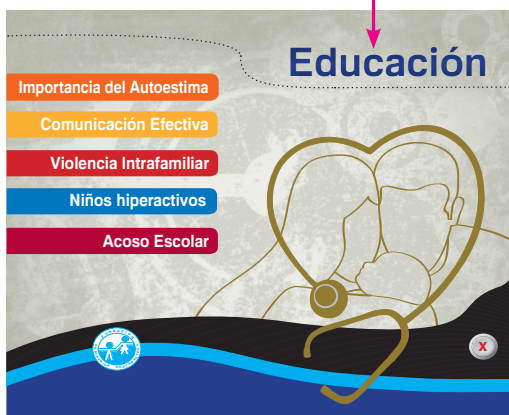 Educación
Importancia del Autoestima
Comunicación Efectiva
Violencia Intrafamiliar
Niños hiperactivos
Acoso Escolar
X